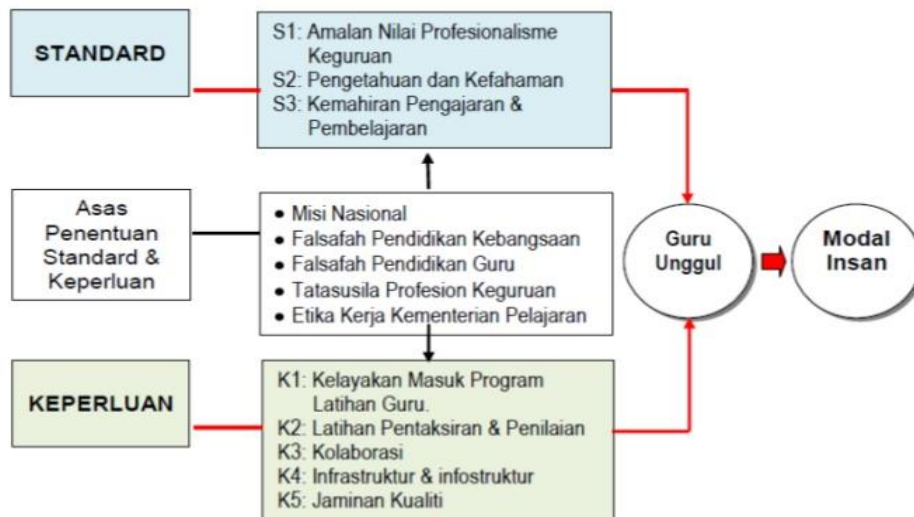 STANDARD
S1: Amalan Nilai Profesionalisme
Keguruan
S2: Pengetahuan dan Kefahaman
S3: Kemahiran Pengajaran &
Pembelajaran
Asas
Penentuan
Standard &
Keperluan
● Misi Nasional
● Falsafah Pendidikan Kebangsaan
● Falsafah Pendidikan Guru
● Tatasusila Profesion Keguruan
● Etika Kerja Kementerian Pelajaran
Guru
Unggul
Modal
Insan
KEPERLUAN
K1: Kelayakan Masuk Program
Latihan Guru.
K2: Latihan Pentaksiran & Penilaian
K3: Kolaborasi
K4: Infrastruktur & infostruktur
K5: Jaminan Kualiti